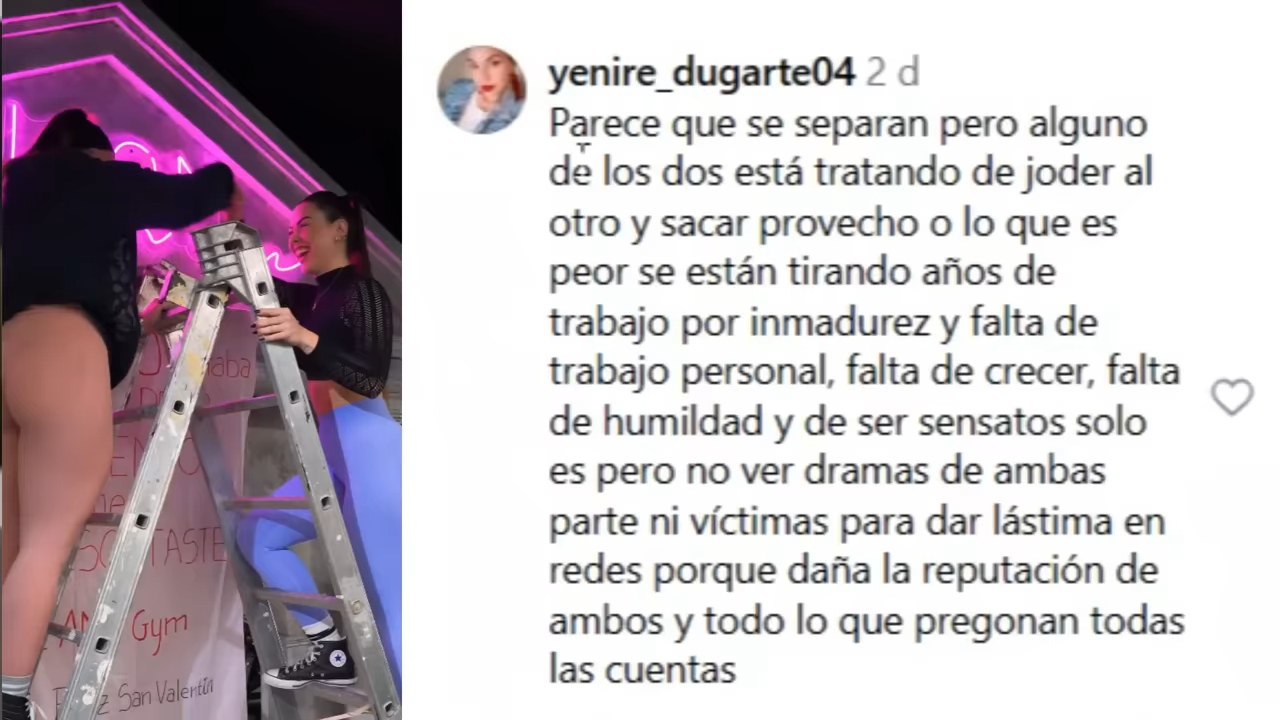 raba
Gym
San Valentín
yenire_dugarte04 2 d
Parece que se separan pero alguno
de los dos está tratando de joder al
otro y sacar provecho o lo que es
peor se están tirando años de
trabajo por inmadurez y falta de
trabajo personal, falta de crecer, falta
de humildad y de ser sensatos solo
es pero no ver dramas de ambas
parte ni víctimas para dar lástima en
redes porque daña la reputación de
ambos y todo lo que pregonan todas
las cuentas